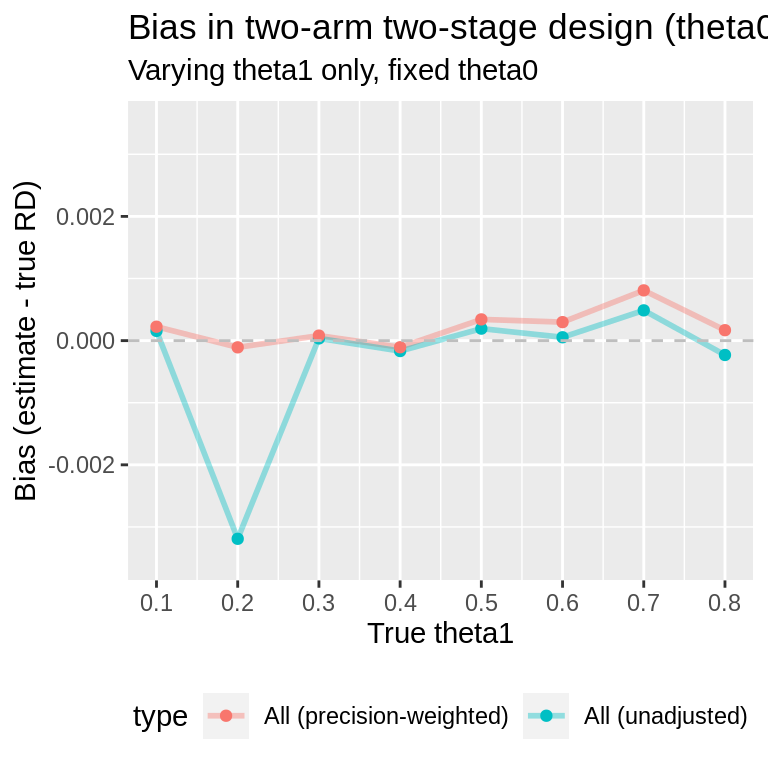 Bias in two-arm two-stage design (theta0
Varying theta1 only, fixed theta0
Bias (estimate - true RD)
0.002
0.000
-0.002
0.1 0.2 0.3 0.4 0.5 0.6 0.7 0.8
True theta1
type All (precision-weighted) All (unadjusted)